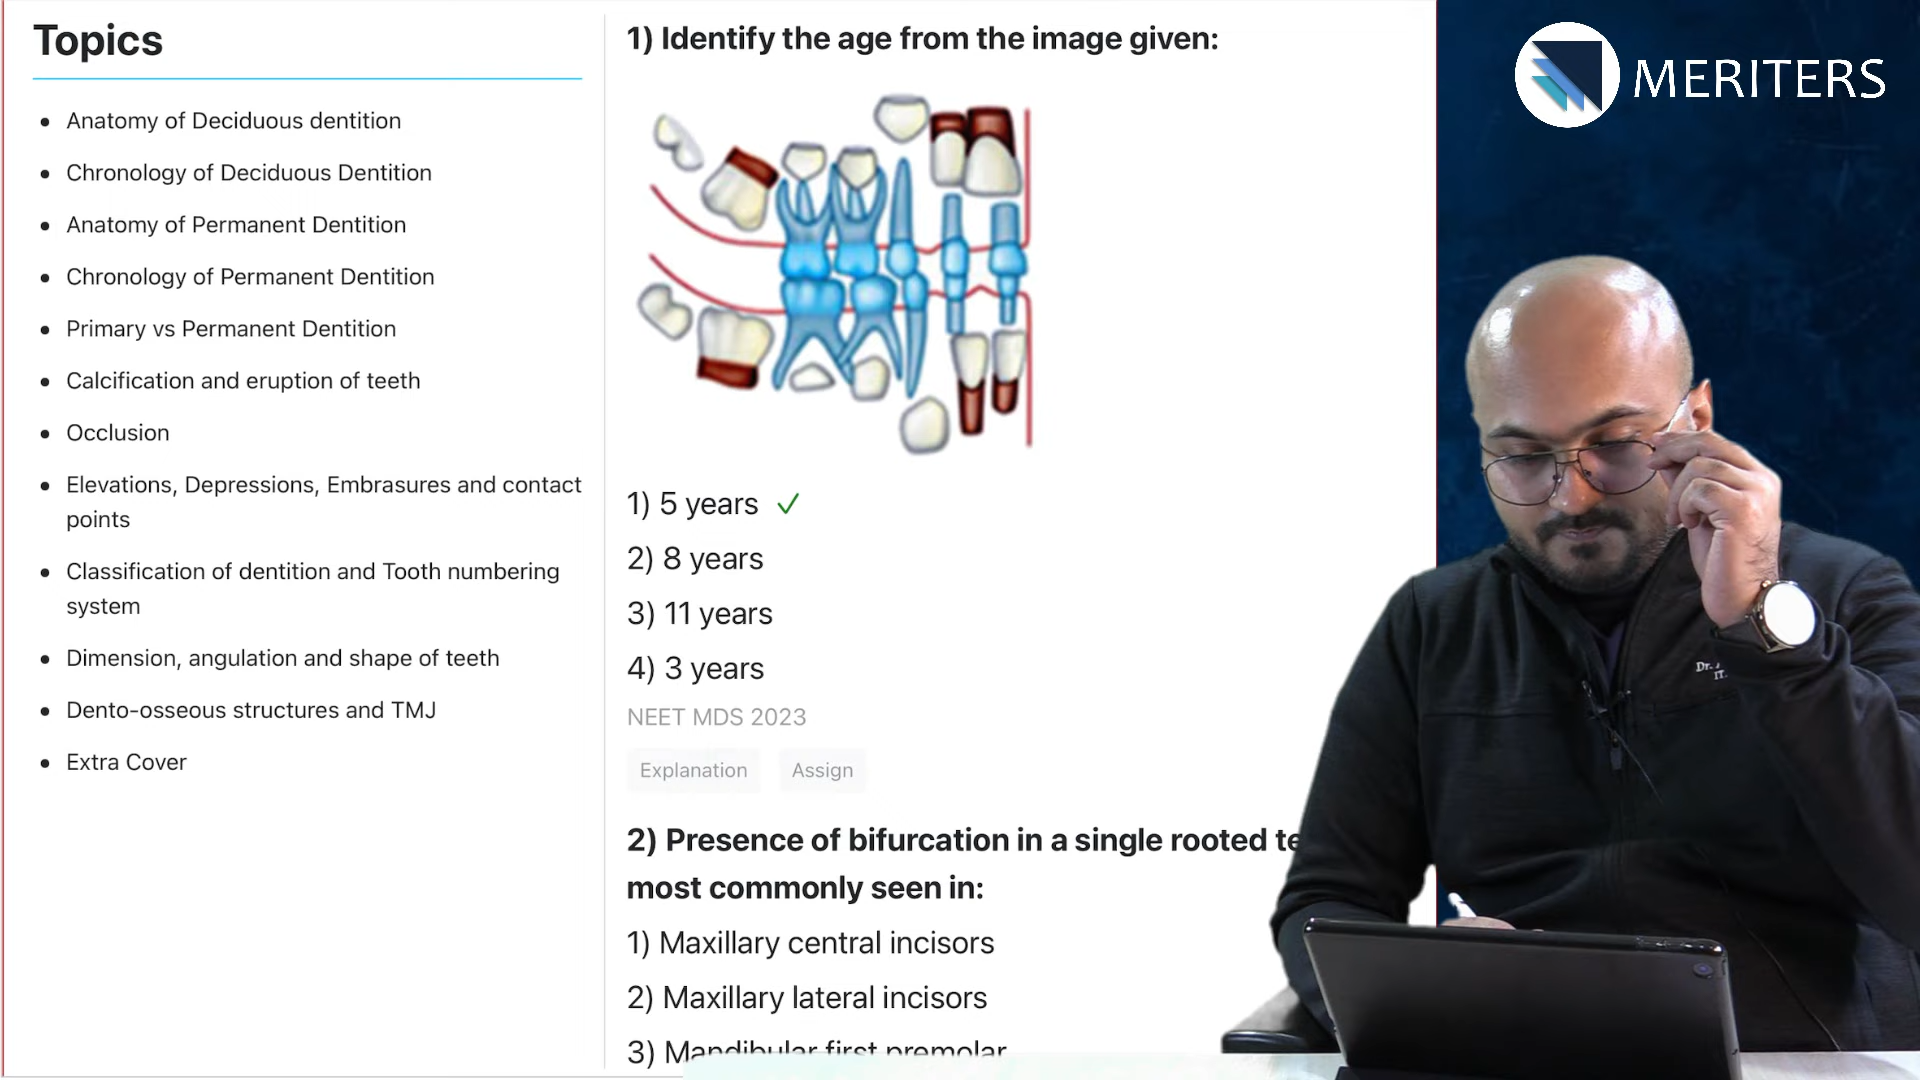 Topics
Anatomy of Deciduous dentition
Chronology of Deciduous Dentition
Anatomy of Permanent Dentition
Chronology of Permanent Dentition
Primary vs Permanent Dentition
Calcification and eruption of teeth
Occlusion
Elevations, Depressions, Embrasures and contact
points
Classification of dentition and Tooth numbering
system
Dimension, angulation and shape of teeth
Dento-osseous structures and TMJ
Extra Cover
1) Identify the age from the image given:
1) 5 years ✓
2) 8 years
3) 11 years
4) 3 years
NEET MDS 2023
Explanation Assign
2) Presence of bifurcation in a single rooted
most commonly seen in:
1) Maxillary central incisors
2) Maxillary lateral incisors
3) Mandibular first premolar
MERITERS
Dr.